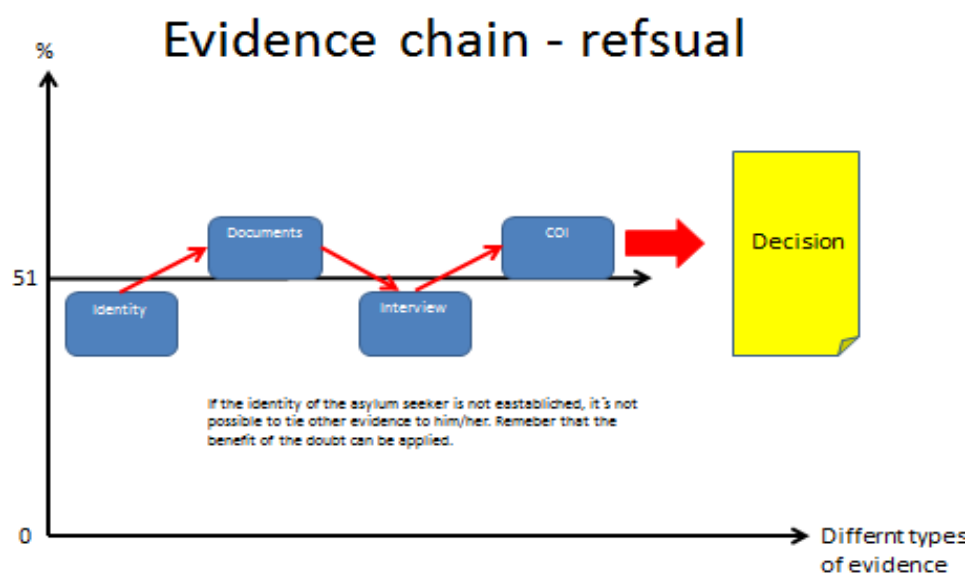 Evidence chain - refsual
%
Documents
COI
Decision
51
Identity
Interview
If the identity of the asylum seeker is not eastablished, it´s not
possible to tie other evidence to him/her. Remeber that the
benefit of the doubt can be applied.
0
Differnt types
of evidence